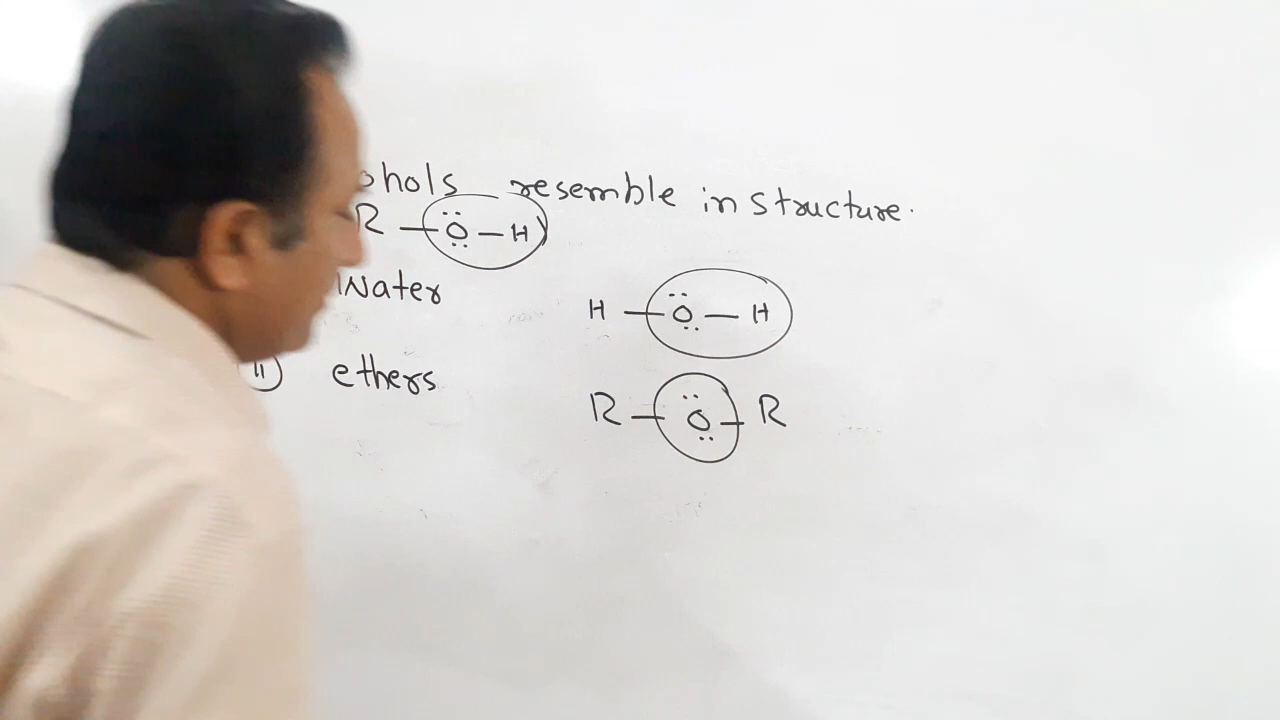 ohols resemble in structure.
R – Ö – H
Water H – Ö – H
ii ethers R – Ö – R